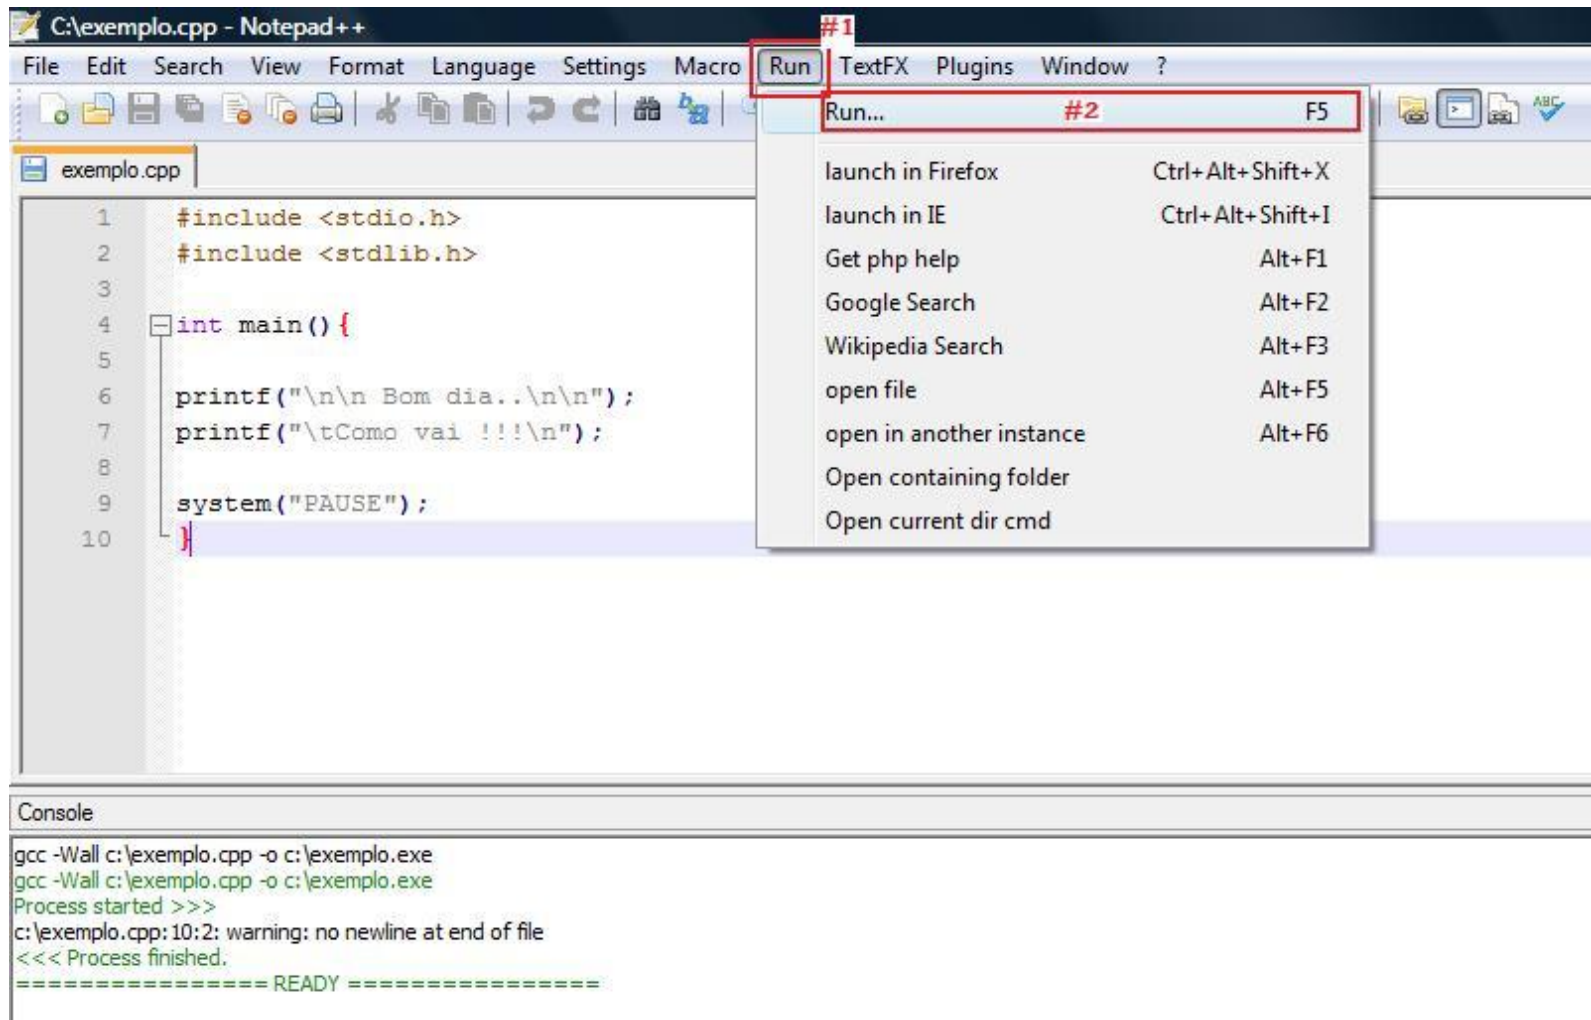 C:\exemplo.cpp - Notepad++
#1
File Edit Search View Format Language Settings Macro Run TextFX Plugins Window ?
Run... #2 F5
ABC
exemplo.cpp
launch in Firefox Ctrl+Alt+Shift+X
launch in IE Ctrl+Alt+Shift+I
Get php help Alt+F1
Google Search Alt+F2
Wikipedia Search Alt+F3
open file Alt+F5
open in another instance Alt+F6
Open containing folder
Open current dir cmd
1 #include <stdio.h>
2 #include <stdlib.h>
3
4 int main(){
5
6 printf("\n\n Bom dia..\n\n");
7 printf("\tComo vai !!!\n");
8
9 system("PAUSE");
10 }
Console
gcc -Wall c:\exemplo.cpp -o c:\exemplo.exe
gcc -Wall c:\exemplo.cpp -o c:\exemplo.exe
Process started >>>
c:\exemplo.cpp:10:2: warning: no newline at end of file
<<< Process finished.
================ READY ================